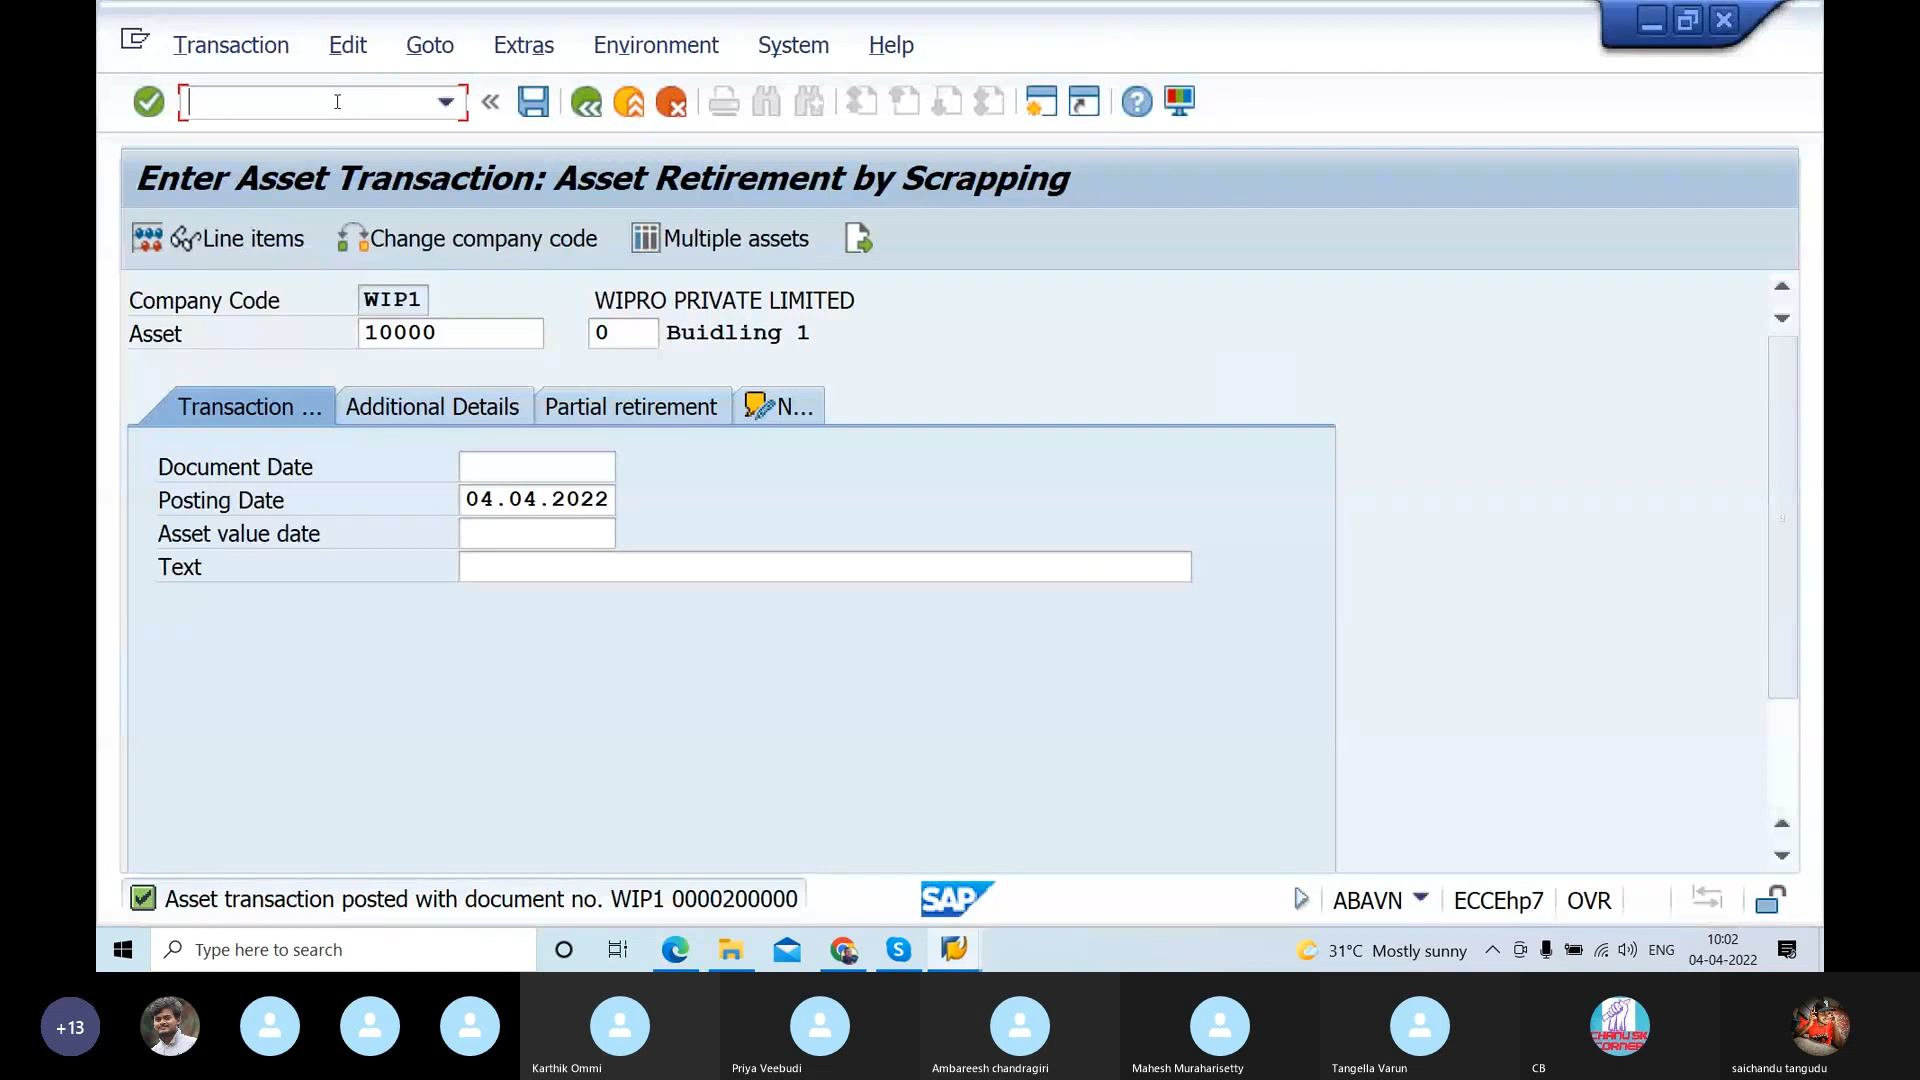 Transaction Edit Goto Extras Environment System Help
Enter Asset Transaction: Asset Retirement by Scrapping
Line items Change company code Multiple assets
Company Code WIP1 WIPRO PRIVATE LIMITED
Asset 10000 0 Buidling 1
Transaction ... Additional Details Partial retirement N...
Document Date
Posting Date 04.04.2022
Asset value date
Text
Asset transaction posted with document no. WIP1 0000200000 SAP ABAVN ECCEhp7 OVR
Type here to search 31°C Mostly sunny ENG 10:02
04-04-2022
+13
CHANUSK
CORNER
Karthik Ommi Priya Veebudi Ambareesh chandragiri Mahesh Muraharisetty Tangella Varun CB saichandu tangudu